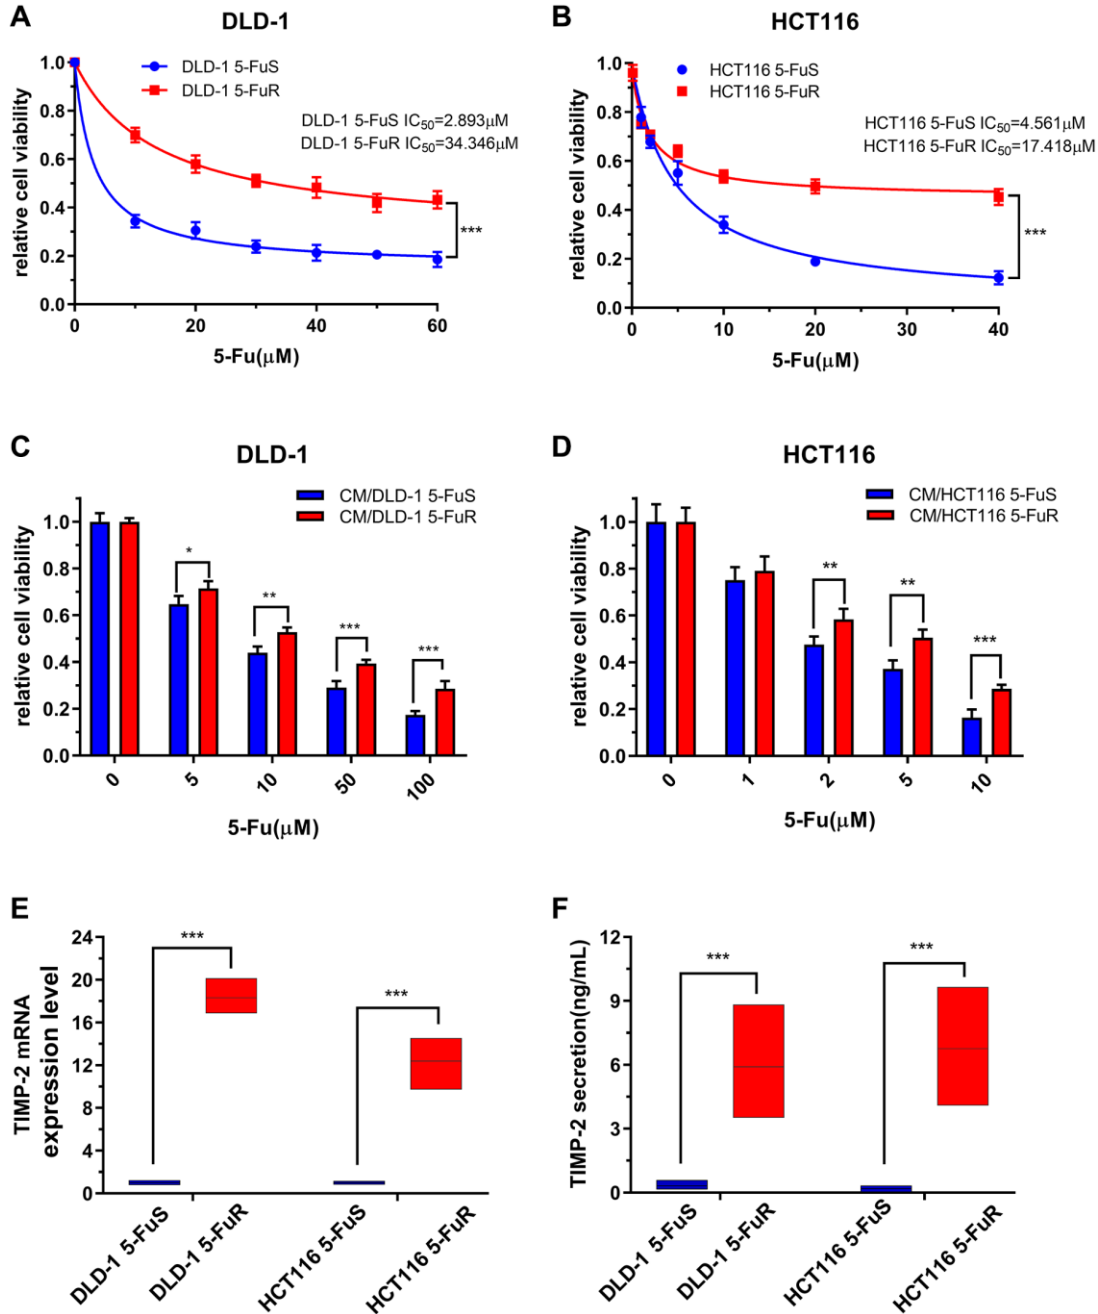 A
DLD-1
relative cell viability
1.0
0.8
0.6
0.4
0.2
0.0
DLD-1 5-FuS
DLD-1 5-FuR
DLD-1 5-FuS IC50=2.893μM
DLD-1 5-FuR IC50=34.346μM
***
0 20 40 60
5-Fu(μM)
B
HCT116
relative cell viability
1.0
0.8
0.6
0.4
0.2
0.0
HCT116 5-FuS
HCT116 5-FuR
HCT116 5-FuS IC50=4.561μM
HCT116 5-FuR IC50=17.418μM
***
0 10 20 30 40
5-Fu(μM)
C
DLD-1
relative cell viability
1.0
0.8
0.6
0.4
0.2
0.0
CM/DLD-1 5-FuS
CM/DLD-1 5-FuR
* ** *** ***
0 5 10 50 100
5-Fu(μM)
D
HCT116
relative cell viability
1.0
0.8
0.6
0.4
0.2
0.0
CM/HCT116 5-FuS
CM/HCT116 5-FuR
** ** ***
0 1 2 5 10
5-Fu(μM)
E
TIMP-2 mRNA
expression level
24
20
16
12
8
4
0
*** ***
DLD-1 5-FuS
DLD-1 5-FuR
HCT116 5-FuS
HCT116 5-FuR
F
TIMP-2 secretion(ng/mL)
12
9
6
3
0
*** ***
DLD-1 5-FuS
DLD-1 5-FuR
HCT116 5-FuS
HCT116 5-FuR